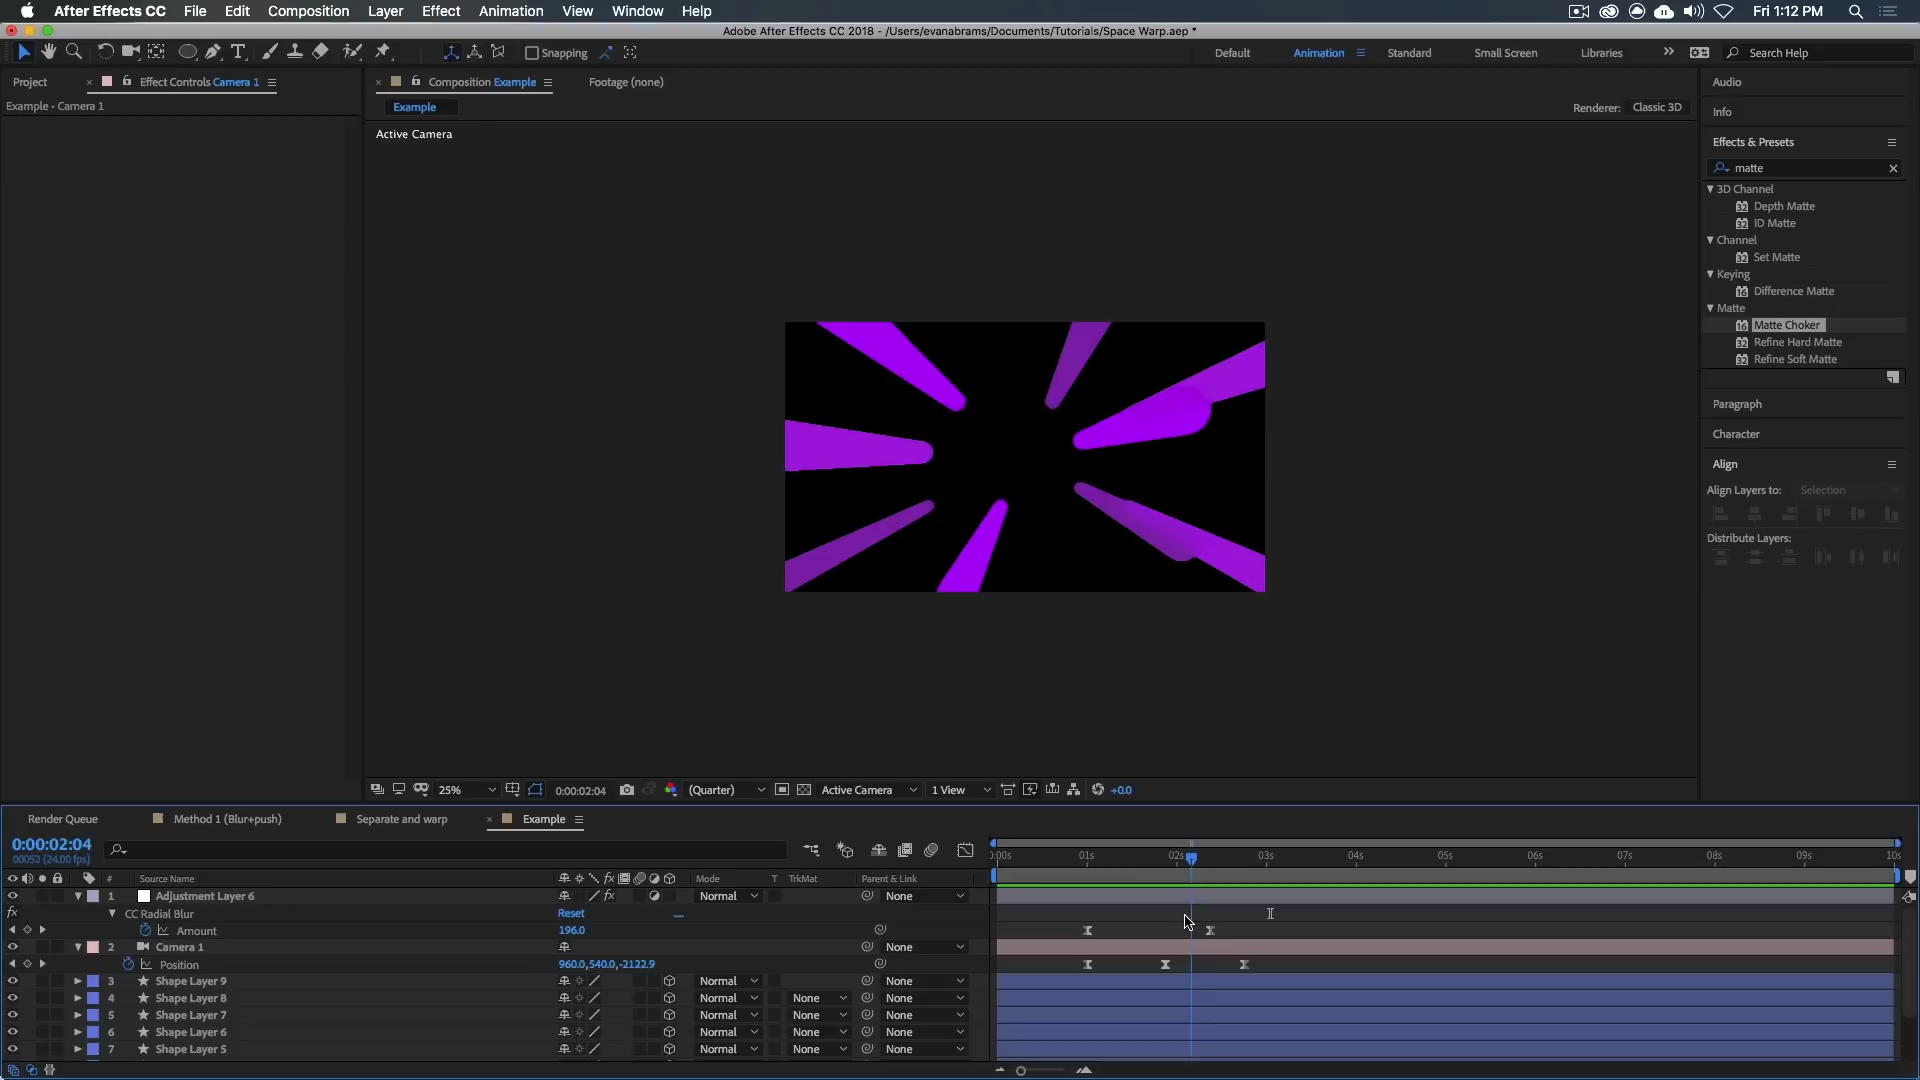 After Effects CC File Edit Composition Layer Effect Animation View Window Help Fri 1:12 PM
Adobe After Effects CC 2018 - /Users/evanabrams/Documents/Tutorials/Space Warp.aep *
Snapping Default Animation Standard Small Screen Libraries Search Help
Project Effect Controls Camera 1 Composition Example Footage (none) Audio
Example • Camera 1 Example Renderer: Classic 3D Info
Active Camera
Effects & Presets
matte
3D Channel
Depth Matte
ID Matte
Channel
Set Matte
Keying
Difference Matte
Matte
Matte Choker
Refine Hard Matte
Refine Soft Matte
Paragraph
Character
Align
Align Layers to: Selection
Distribute Layers:
25% 0:00:02:04 (Quarter) Active Camera 1 View +0.0
Render Queue Method 1 (Blur+push) Separate and warp Example
0:00:02:04
00052 (24.00 fps)
0:00s 01s 02s 03s 04s 05s 06s 07s 08s 09s 10s
# Source Name fx Mode T TrkMat Parent & Link
1 Adjustment Layer 6 fx Normal None
fx CC Radial Blur Reset
Amount 196.0
2 Camera 1 None
Position 960.0,540.0,-2122.9
3 Shape Layer 9 Normal None
4 Shape Layer 8 Normal None None
5 Shape Layer 7 Normal None None
6 Shape Layer 6 Normal None None
7 Shape Layer 5 Normal None None